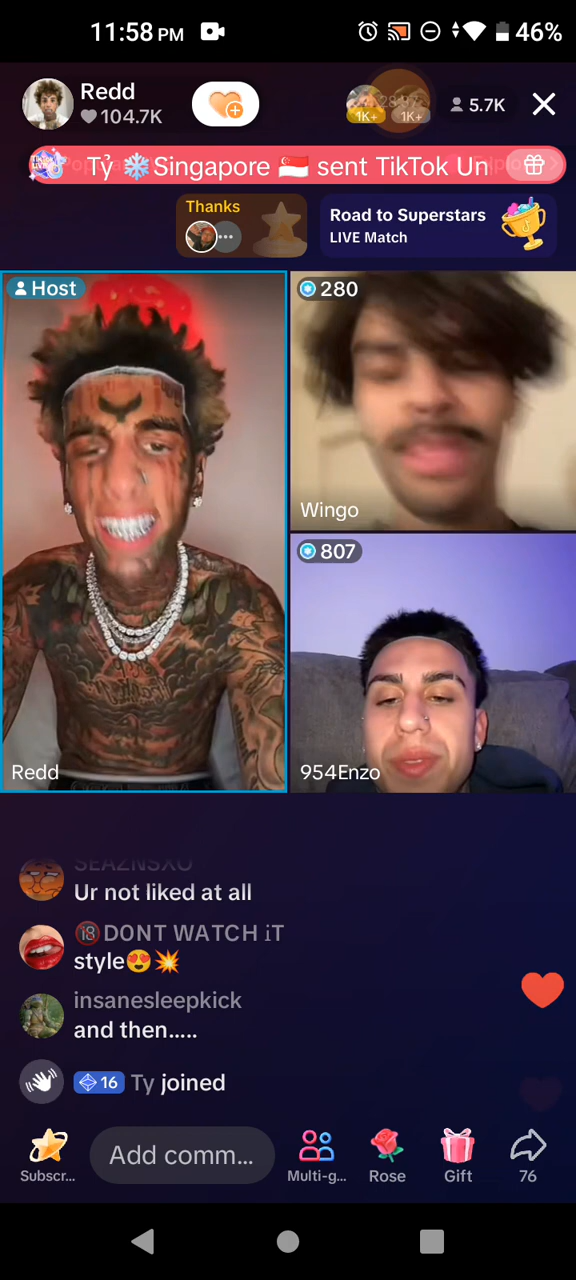 11:58 PM
46%
Redd
104.7K
1K+
1K+
5.7K
Tỷ ❄️Singapore 🇸🇬 sent TikTok Un
Thanks
Road to Superstars
LIVE Match
Host
280
Wingo
807
Redd
954Enzo
SEAZNSXO
Ur not liked at all
🔞DONT WATCH iT
style😍💥
insanesleepkick
and then.....
16 Ty joined
Add comm...
Subscr...
Multi-g...
Rose
Gift
76